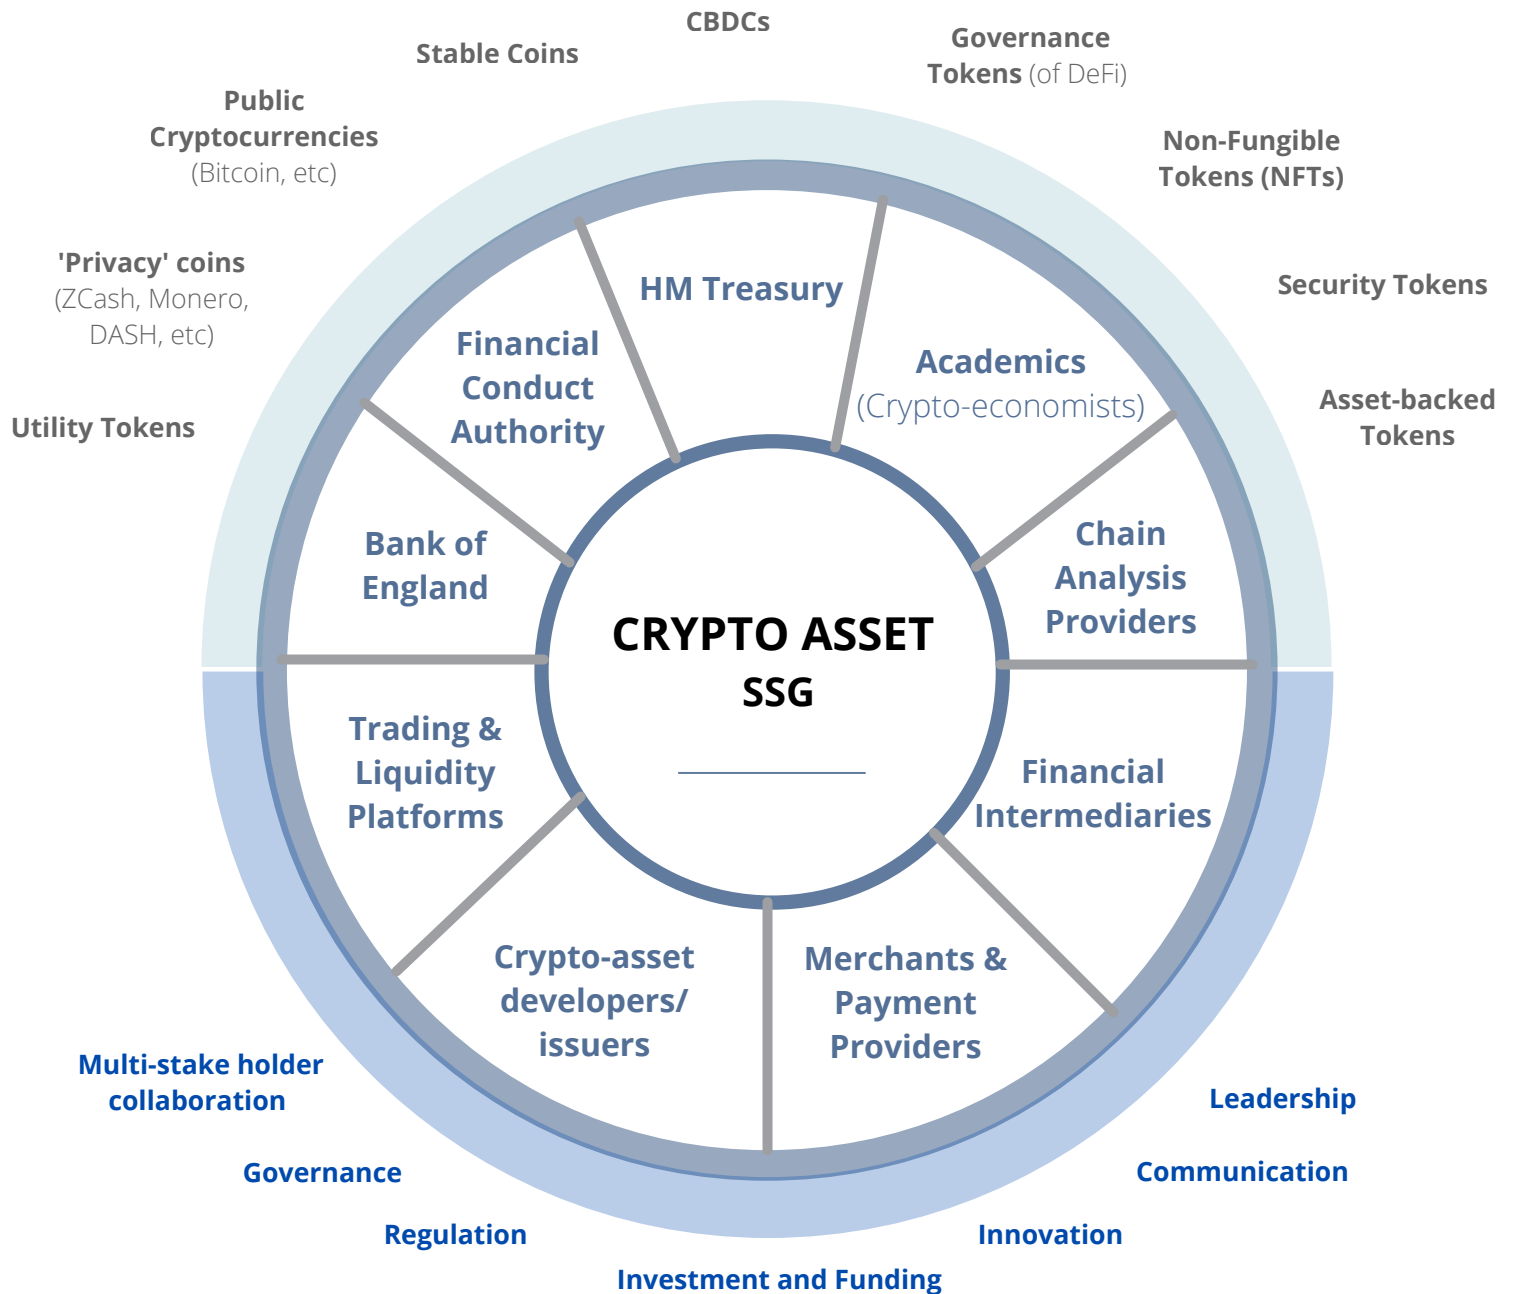 CBDCs
Stable Coins
Governance
Tokens (of DeFi)
Public
Cryptocurrencies
(Bitcoin, etc)
Non-Fungible
Tokens (NFTs)
'Privacy' coins
(ZCash, Monero,
DASH, etc)
Security Tokens
Utility Tokens
Asset-backed
Tokens
HM Treasury
Financial
Conduct
Authority
Academics
(Crypto-economists)
Bank of
England
Chain
Analysis
Providers
CRYPTO ASSET
SSG
Trading &
Liquidity
Platforms
Financial
Intermediaries
Crypto-asset
developers/
issuers
Merchants &
Payment
Providers
Multi-stake holder
collaboration
Governance
Regulation
Investment and Funding
Innovation
Communication
Leadership